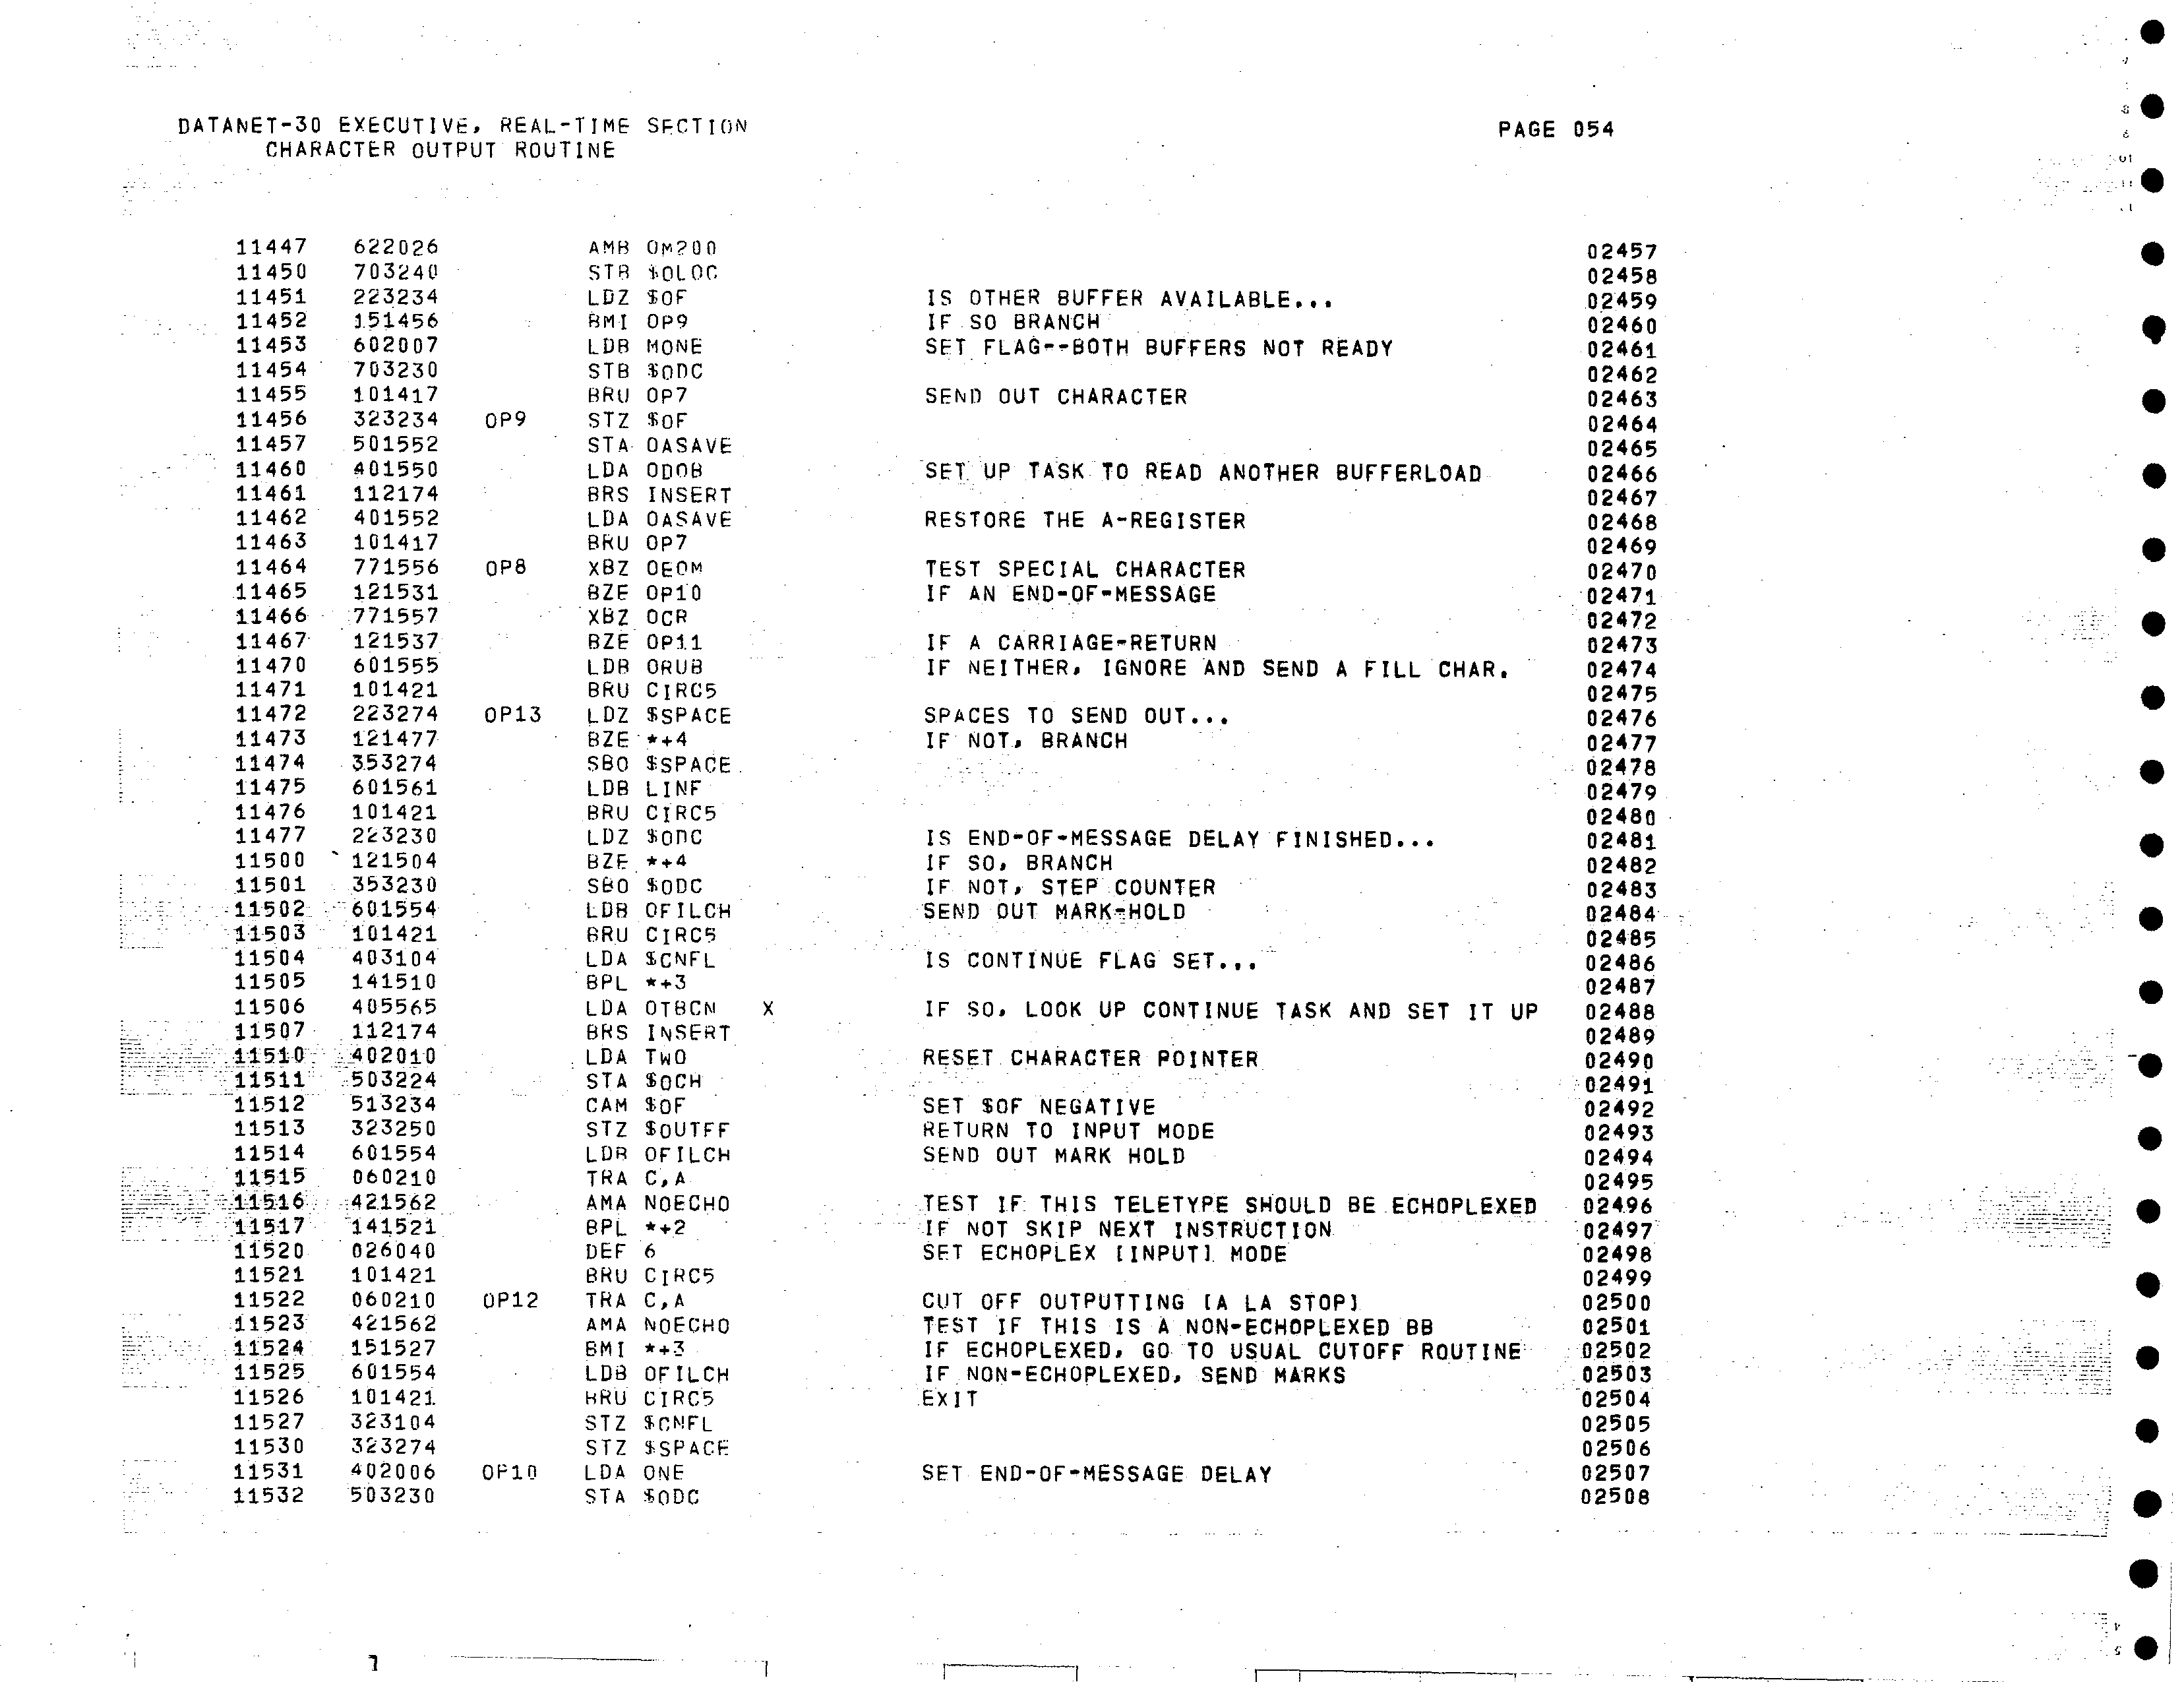 DATANET-30 EXECUTIVE, REAL-TIME SECTION PAGE 054
CHARACTER OUTPUT ROUTINE
11447 622026 AMB OM200 02457
11450 703240 STB $OLOC 02458
11451 223234 LDZ $OF IS OTHER BUFFER AVAILABLE... 02459
11452 151456 BMI OP9 IF SO BRANCH 02460
11453 602007 LDB MONE SET FLAG--BOTH BUFFERS NOT READY 02461
11454 703230 STB $ODC 02462
11455 101417 BRU OP7 SEND OUT CHARACTER 02463
11456 323234 OP9 STZ $OF 02464
11457 501552 STA OASAVE 02465
11460 401550 LDA ODOB SET UP TASK TO READ ANOTHER BUFFERLOAD 02466
11461 112174 BRS INSERT 02467
11462 401552 LDA OASAVE RESTORE THE A-REGISTER 02468
11463 101417 BRU OP7 02469
11464 771556 OP8 XBZ OEOM TEST SPECIAL CHARACTER 02470
11465 121531 BZE OP10 IF AN END-OF-MESSAGE 02471
11466 771557 XBZ OCR 02472
11467 121537 BZE OP11 IF A CARRIAGE-RETURN 02473
11470 601555 LDB ORUB IF NEITHER, IGNORE AND SEND A FILL CHAR. 02474
11471 101421 BRU CIRC5 02475
11472 223274 OP13 LDZ $SPACE SPACES TO SEND OUT... 02476
11473 121477 BZE *+4 IF NOT, BRANCH 02477
11474 353274 SBO $SPACE 02478
11475 601561 LDB LINF 02479
11476 101421 BRU CIRC5 02480
11477 223230 LDZ $ODC IS END-OF-MESSAGE DELAY FINISHED... 02481
11500 121504 BZE *+4 IF SO, BRANCH 02482
11501 353230 SBO $ODC IF NOT, STEP COUNTER 02483
11502 601554 LDB OFILCH SEND OUT MARK-HOLD 02484
11503 101421 BRU CIRC5 02485
11504 403104 LDA $CNFL IS CONTINUE FLAG SET... 02486
11505 141510 BPL *+3 02487
11506 405565 LDA OTBCN X IF SO, LOOK UP CONTINUE TASK AND SET IT UP 02488
11507 112174 BRS INSERT 02489
11510 402010 LDA TWO RESET CHARACTER POINTER 02490
11511 503224 STA $OCH 02491
11512 513234 CAM $OF SET $OF NEGATIVE 02492
11513 323250 STZ $OUTFF RETURN TO INPUT MODE 02493
11514 601554 LDB OFILCH SEND OUT MARK HOLD 02494
11515 060210 TRA C,A 02495
11516 421562 AMA NOECHO TEST IF THIS TELETYPE SHOULD BE ECHOPLEXED 02496
11517 141521 BPL *+2 IF NOT SKIP NEXT INSTRUCTION 02497
11520 026040 DEF 6 SET ECHOPLEX [INPUT] MODE 02498
11521 101421 BRU CIRC5 02499
11522 060210 OP12 TRA C,A CUT OFF OUTPUTTING [A LA STOP] 02500
11523 421562 AMA NOECHO TEST IF THIS IS A NON-ECHOPLEXED BB 02501
11524 151527 BMI *+3 IF ECHOPLEXED, GO TO USUAL CUTOFF ROUTINE 02502
11525 601554 LDB OFILCH IF NON-ECHOPLEXED, SEND MARKS 02503
11526 101421 BRU CIRC5 EXIT 02504
11527 323104 STZ $CNFL 02505
11530 323274 STZ $SPACE 02506
11531 402006 OP10 LDA ONE SET END-OF-MESSAGE DELAY 02507
11532 503230 STA $ODC 02508